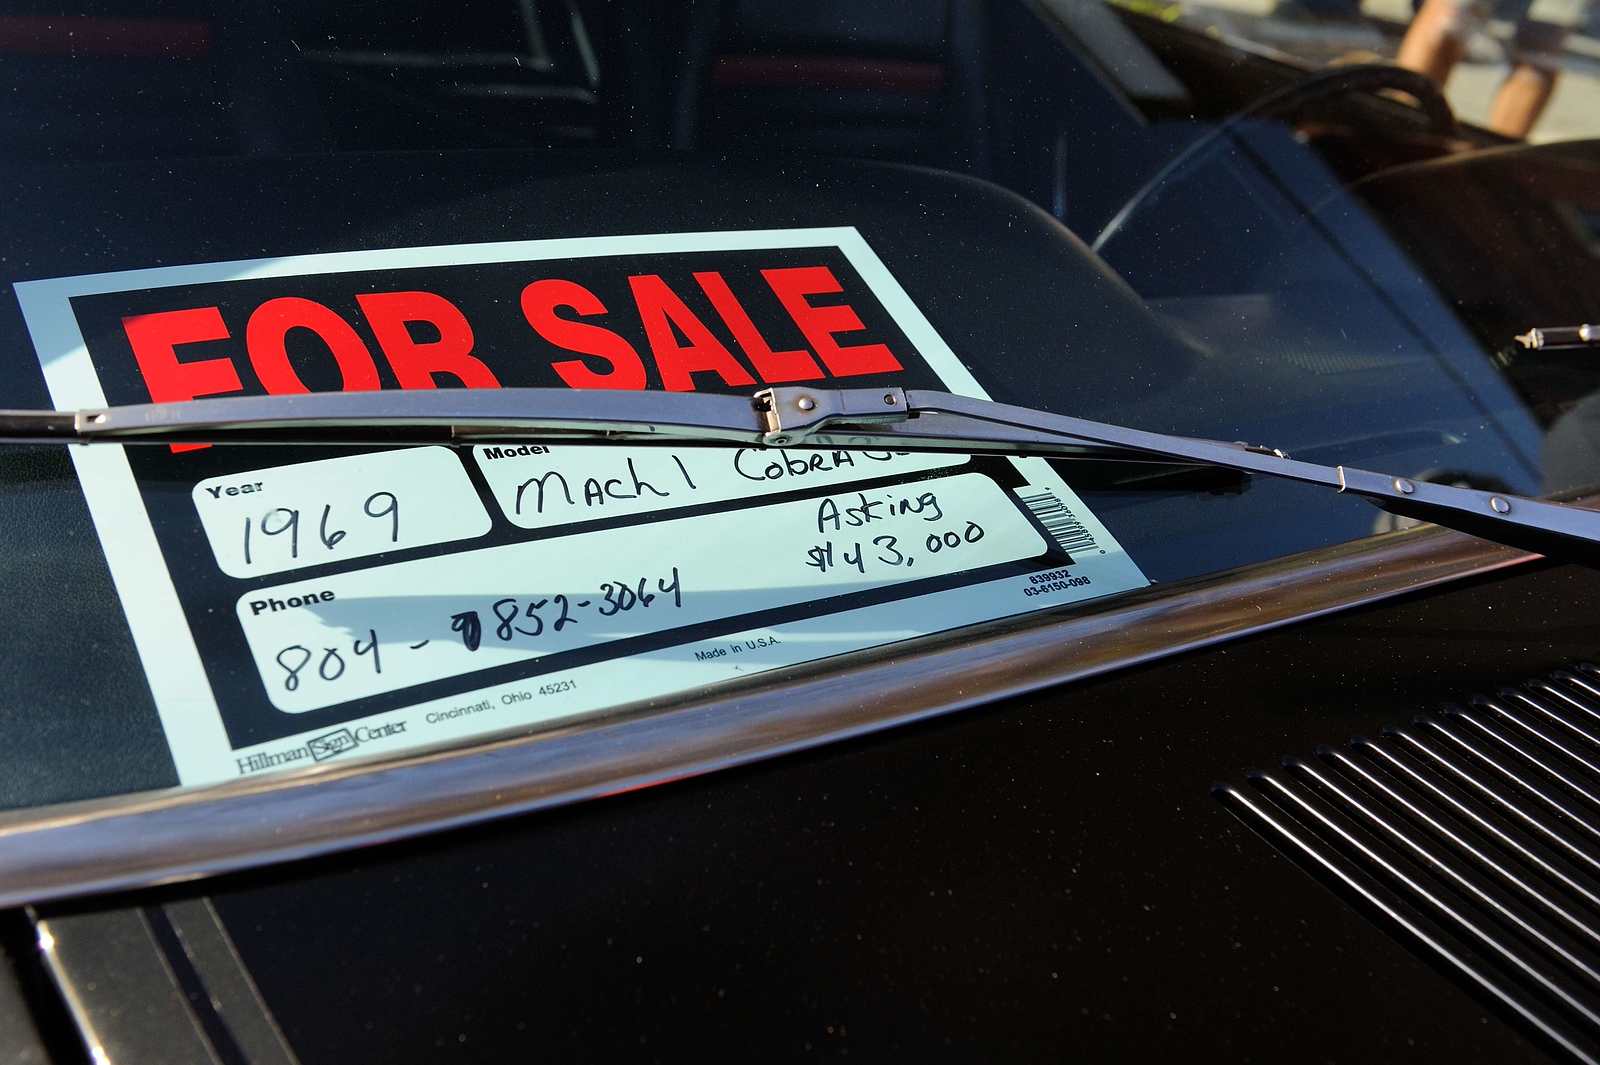 FOR SALE
Year
1969
Model
Mach 1 Cobra
Asking
$43,000
Phone
804 - 852-3064
839932
03-6150-098
Hillman Sign Center Cincinnati, Ohio 45231 Made in U.S.A.